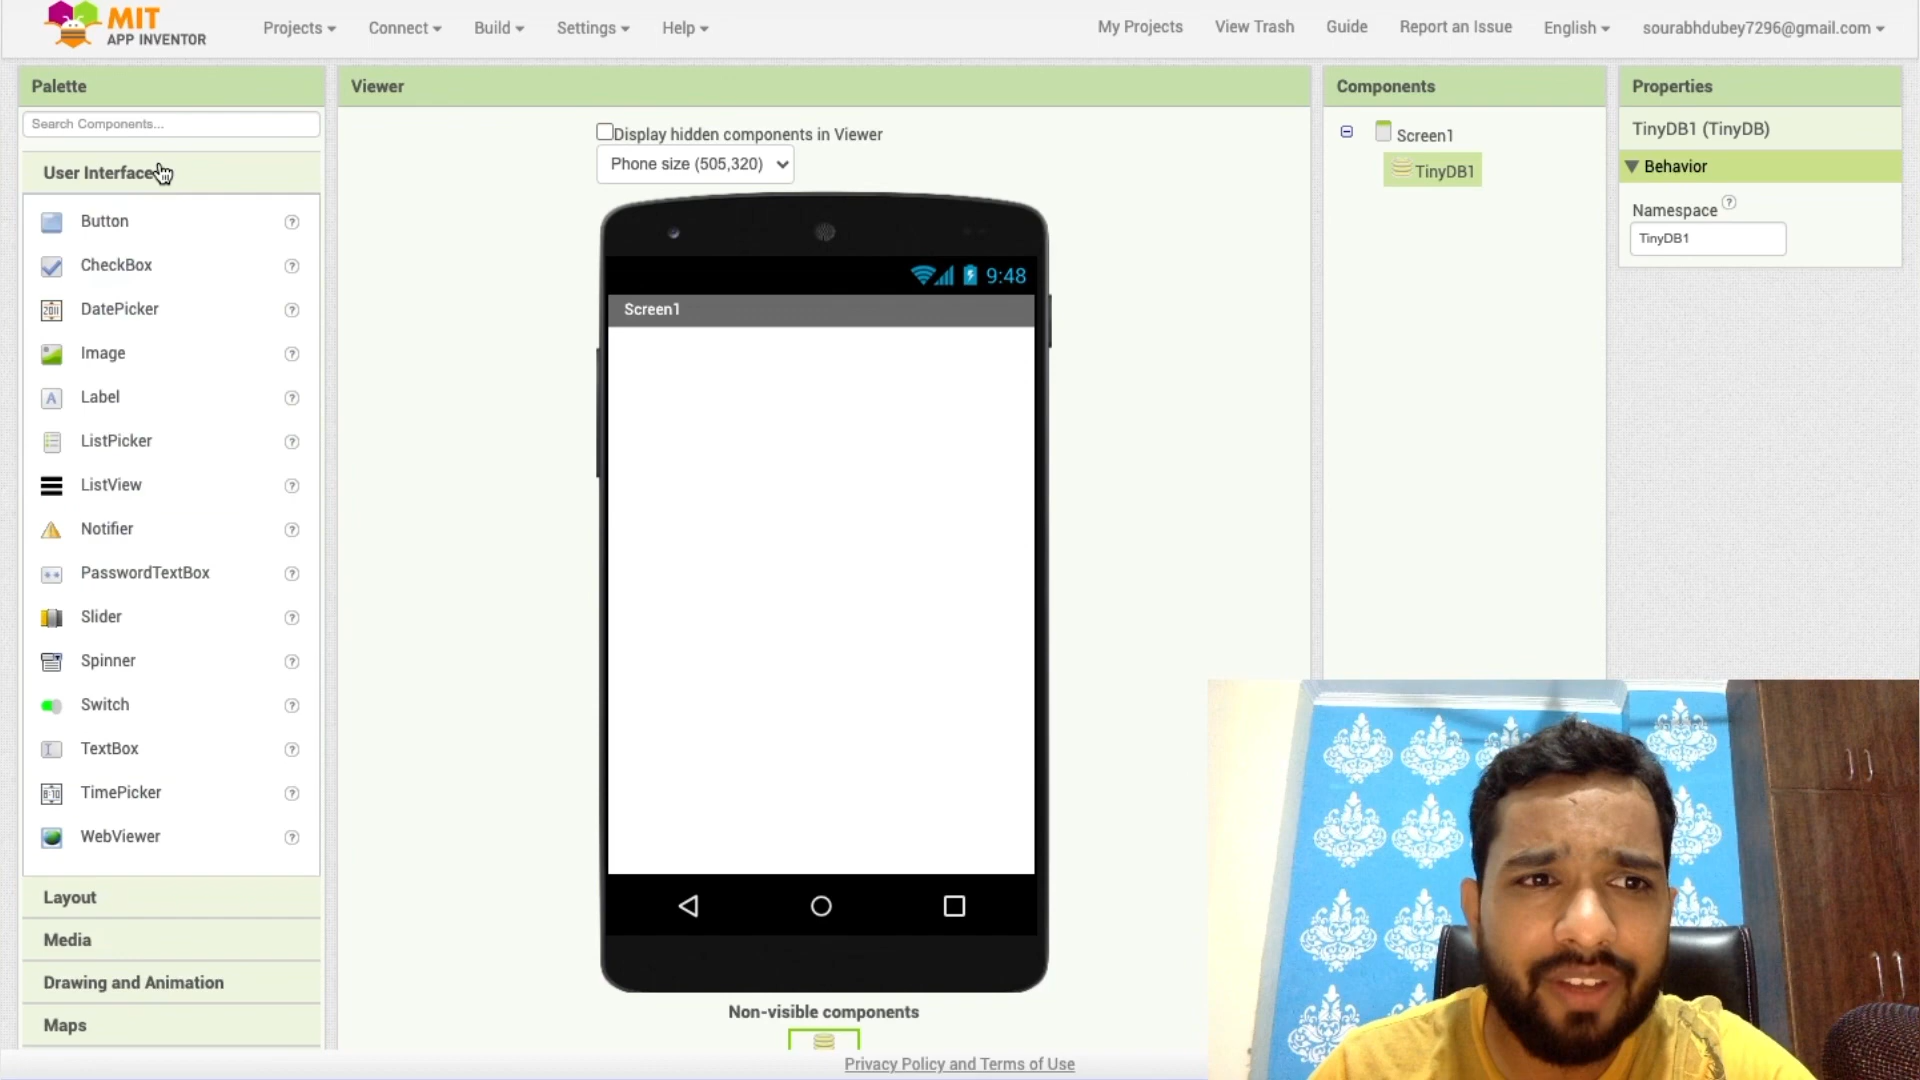 MIT
APP INVENTOR
Projects
Connect
Build
Settings
Help
My Projects
View Trash
Guide
Report an Issue
English
sourabhdubey7296@gmail.com
Palette
Search Components...
User Interface
Button
CheckBox
DatePicker
Image
Label
ListPicker
ListView
Notifier
PasswordTextBox
Slider
Spinner
Switch
TextBox
TimePicker
WebViewer
Layout
Media
Drawing and Animation
Maps
Viewer
Display hidden components in Viewer
Phone size (505,320)
9:48
Screen1
Non-visible components
Components
Screen1
TinyDB1
Properties
TinyDB1 (TinyDB)
Behavior
Namespace
TinyDB1
Privacy Policy and Terms of Use